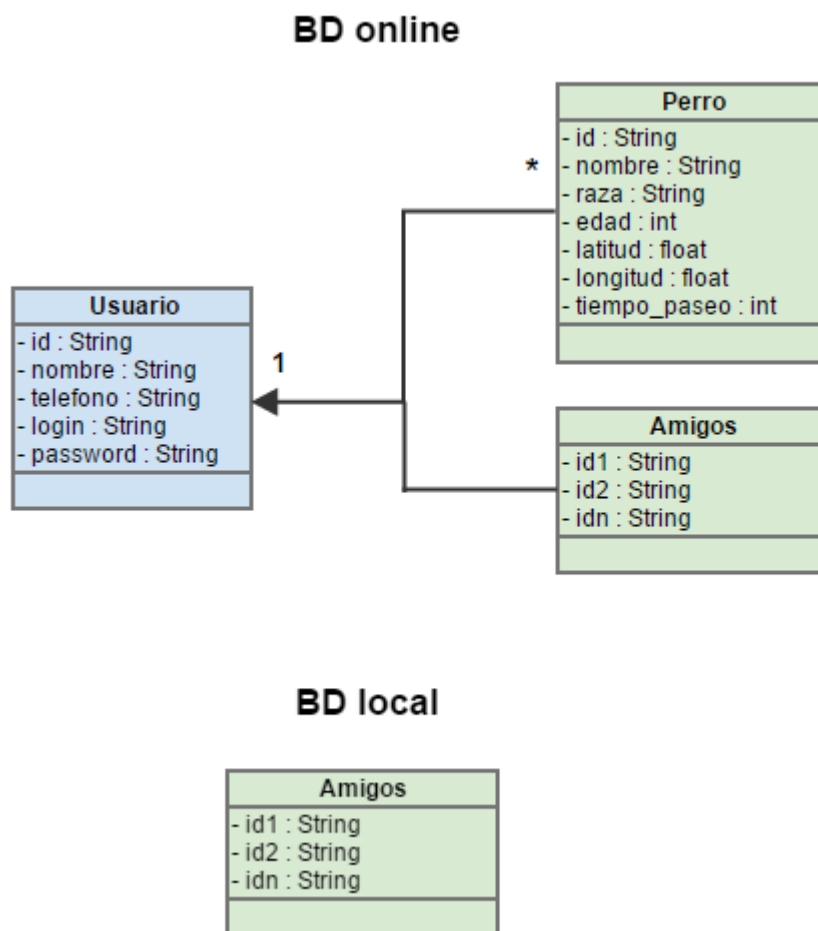 BD online
Perro
- id : String
- nombre : String
- raza : String
- edad : int
- latitud : float
- longitud : float
- tiempo_paseo : int
*
Usuario
- id : String
- nombre : String
- telefono : String
- login : String
- password : String
1
Amigos
- id1 : String
- id2 : String
- idn : String
BD local
Amigos
- id1 : String
- id2 : String
- idn : String